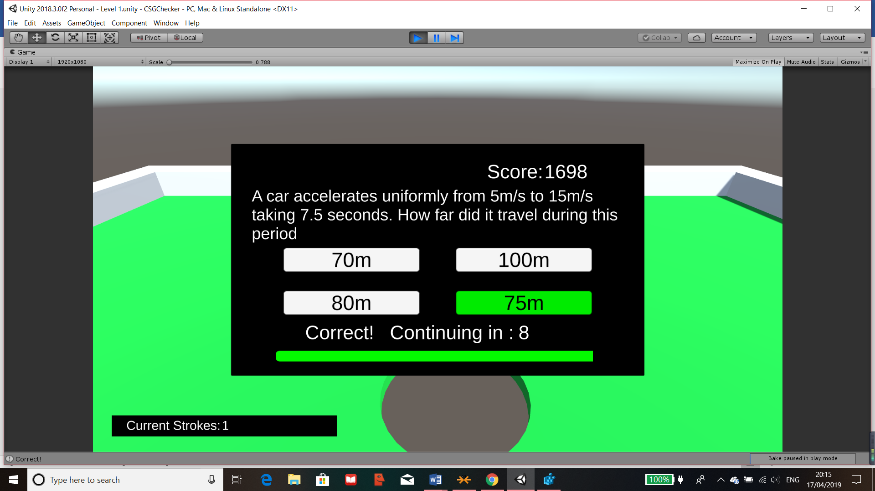 Unity 2018.3.0f2 Personal - Level 1.unity - CSGChecker - PC, Mac & Linux Standalone <DX11>
File Edit Assets GameObject Component Window Help
Pivot Local Collab Account Layers Layout
Game
Display 1 1920x1080 Scale 0.788 Maximize On Play Mute Audio Stats Gizmos
Score:1698
A car accelerates uniformly from 5m/s to 15m/s
taking 7.5 seconds. How far did it travel during this
period
70m 100m
80m 75m
Correct! Continuing in : 8
Current Strokes:1
Correct! Bake paused in play mode
Type here to search
100% ENG
20:15
17/04/2019